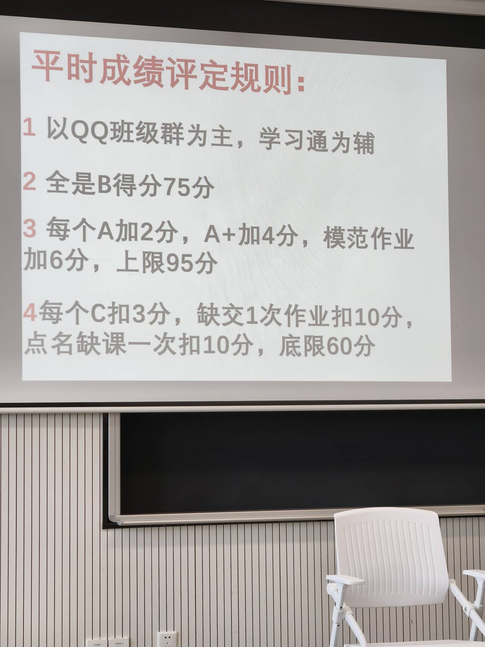 平时成绩评定规则：
1 以QQ班级群为主，学习通为辅
2 全是B得分75分
3 每个A加2分，A+加4分，模范作业
加6分，上限95分
4每个C扣3分，缺交1次作业扣10分，
点名缺课一次扣10分，底限60分